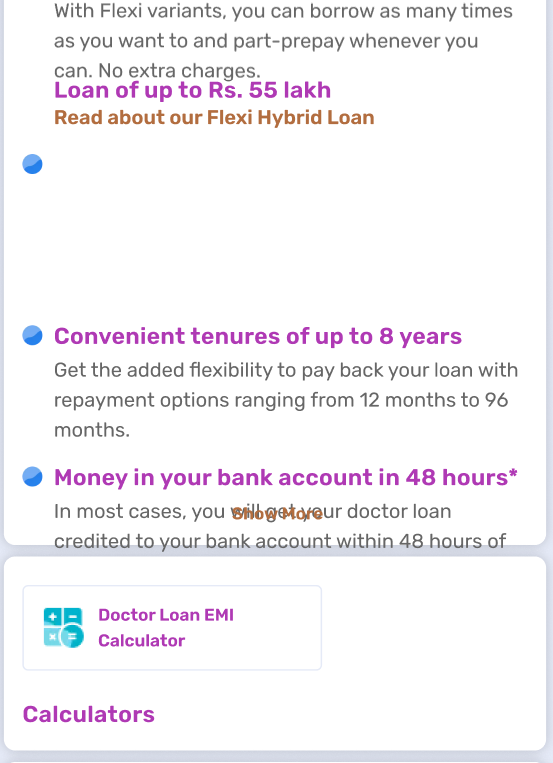 With Flexi variants, you can borrow as many times
as you want to and part-prepay whenever you
can. No extra charges.
Loan of up to Rs. 55 lakh
Read about our Flexi Hybrid Loan
Convenient tenures of up to 8 years
Get the added flexibility to pay back your loan with
repayment options ranging from 12 months to 96
months.
Money in your bank account in 48 hours*
In most cases, you will get your doctor loan
Show More
credited to your bank account within 48 hours of
Doctor Loan EMI
Calculator
Calculators